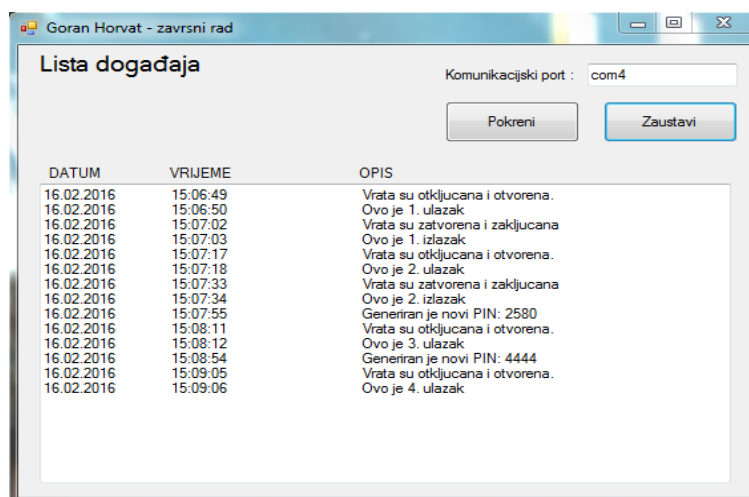 Goran Horvat - zavrsni rad
Lista događaja
Komunikacijski port : com4
Pokreni Zaustavi
DATUM VRIJEME OPIS
16.02.2016 15:06:49 Vrata su otkljucana i otvorena.
16.02.2016 15:06:50 Ovo je 1. ulazak
16.02.2016 15:07:02 Vrata su zatvorena i zakljucana
16.02.2016 15:07:03 Ovo je 1. izlazak
16.02.2016 15:07:17 Vrata su otkljucana i otvorena.
16.02.2016 15:07:18 Ovo je 2. ulazak
16.02.2016 15:07:33 Vrata su zatvorena i zakljucana
16.02.2016 15:07:34 Ovo je 2. izlazak
16.02.2016 15:07:55 Generiran je novi PIN: 2580
16.02.2016 15:08:11 Vrata su otkljucana i otvorena.
16.02.2016 15:08:12 Ovo je 3. ulazak
16.02.2016 15:08:54 Generiran je novi PIN: 4444
16.02.2016 15:09:05 Vrata su otkljucana i otvorena.
16.02.2016 15:09:06 Ovo je 4. ulazak